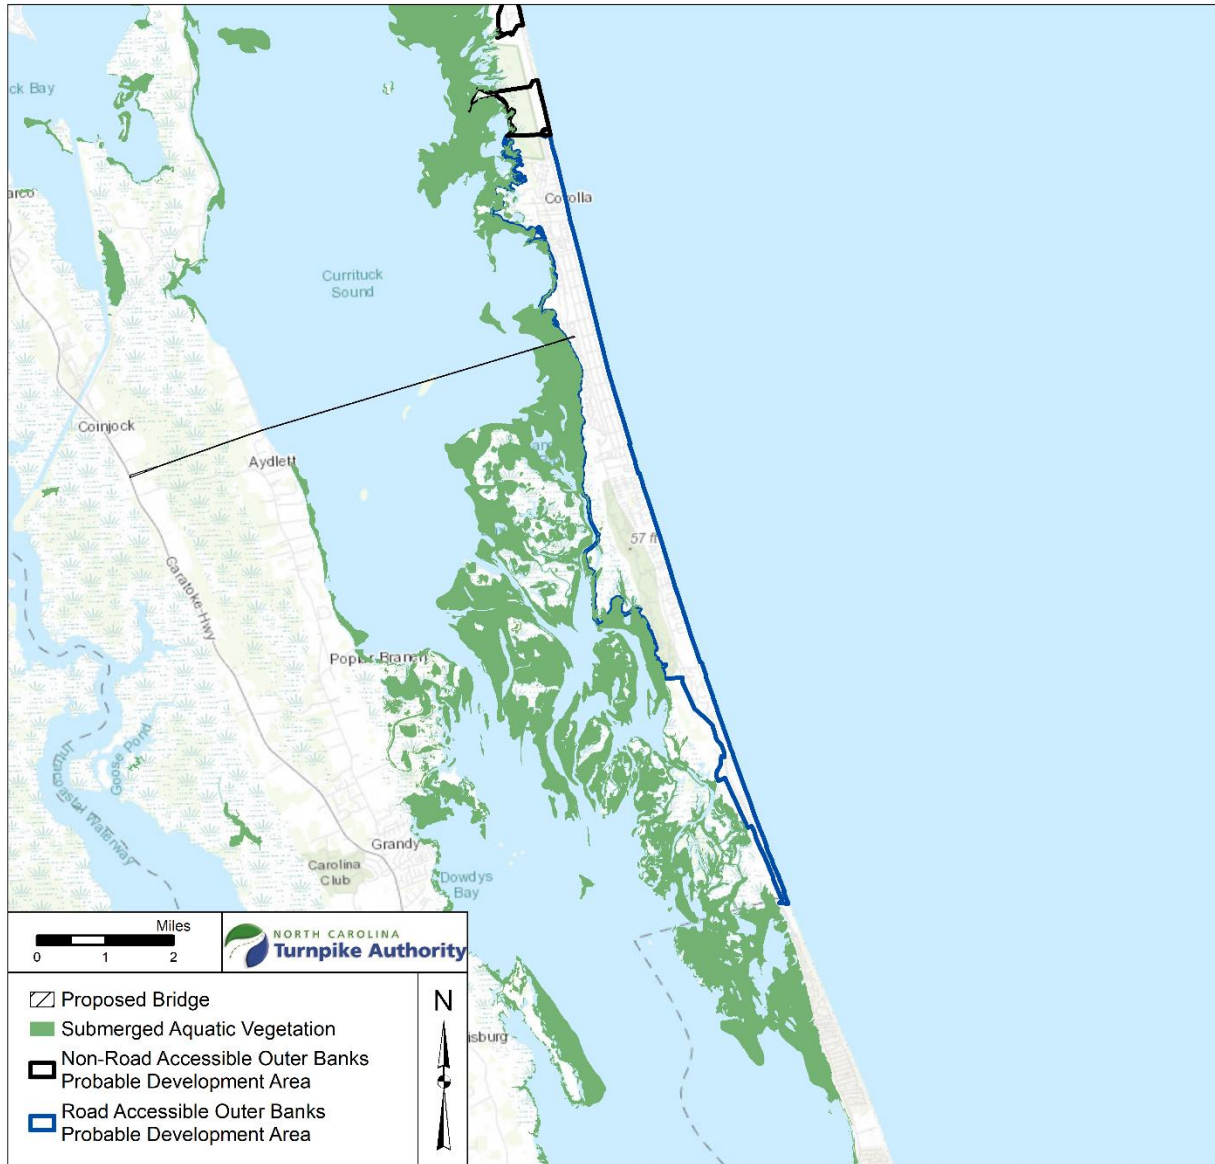 ck Bay
arco
Corolla
Currituck
Sound
Coinjock
Aydlett
57 ft
Caratoke-Hwy
Poplar-Branch
Goose Pond
Intracoastal Waterway
Grandy
Carolina
Club
Dowdys
Bay
isburg
Miles
0 1 2
NORTH CAROLINA
Turnpike Authority
Proposed Bridge
Submerged Aquatic Vegetation
Non-Road Accessible Outer Banks
Probable Development Area
Road Accessible Outer Banks
Probable Development Area
N